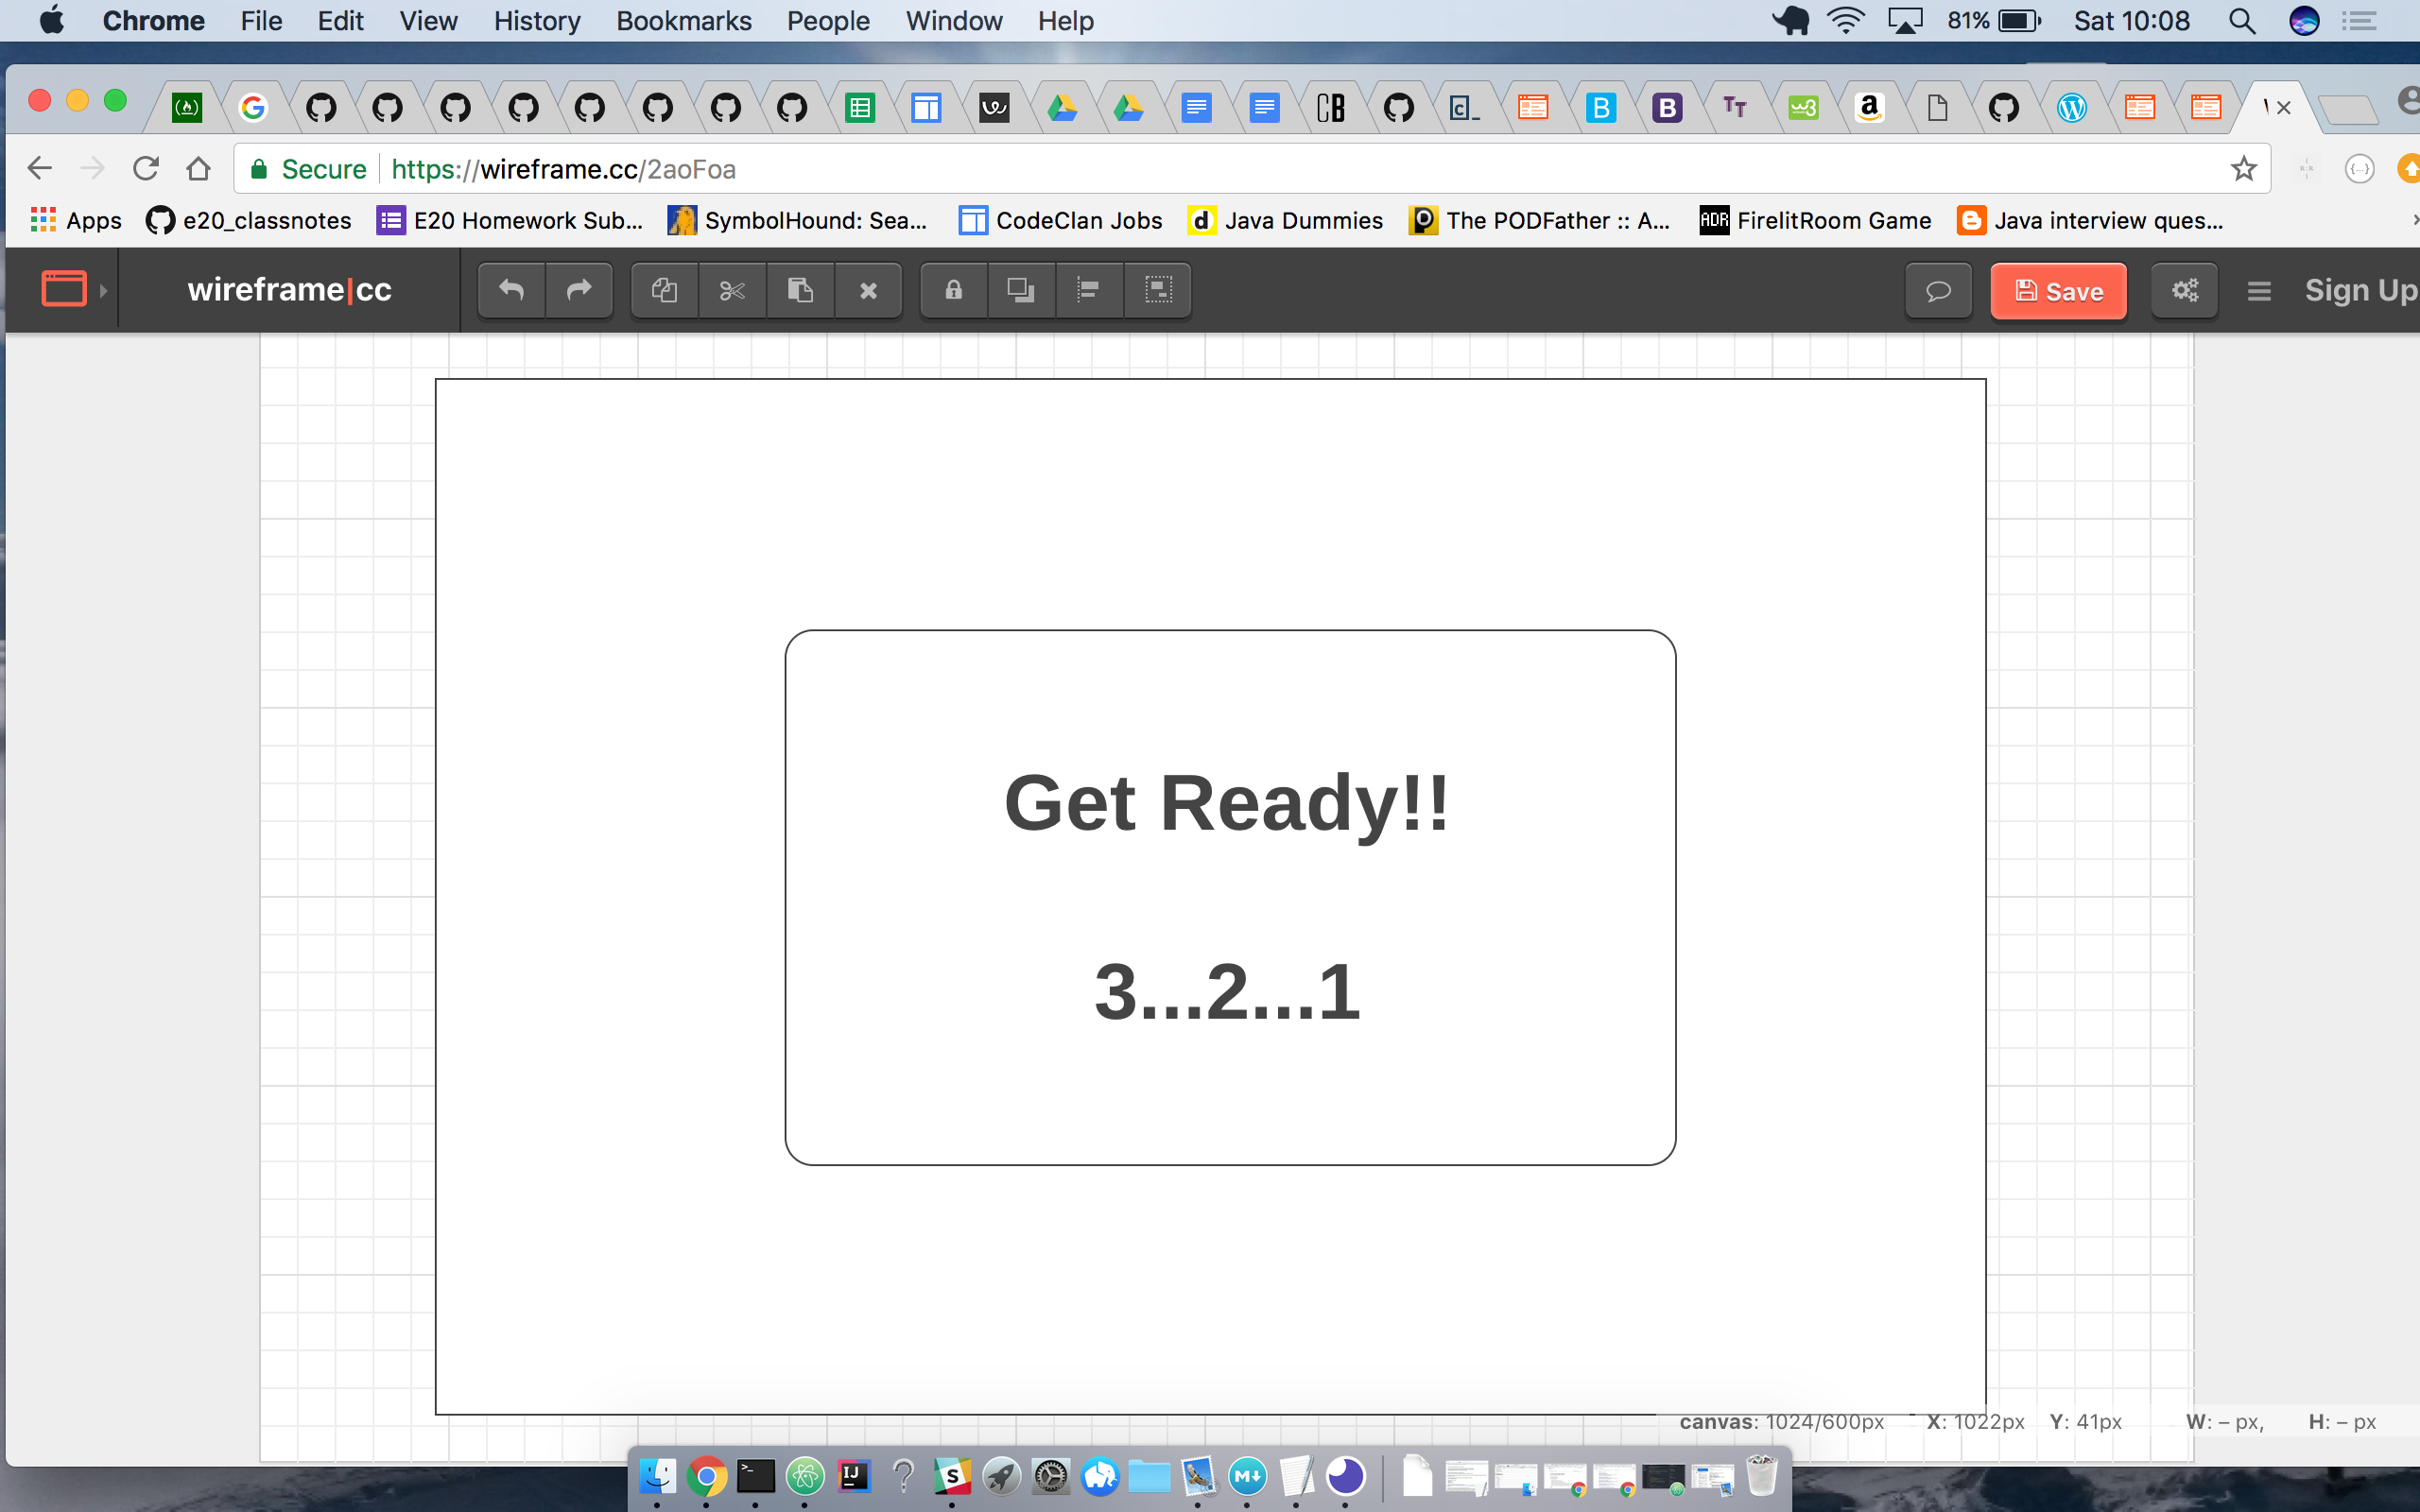 Chrome File Edit View History Bookmarks People Window Help 81% Sat 10:08
Secure https://wireframe.cc/2aoFoa
Apps e20_classnotes E20 Homework Sub... SymbolHound: Sea... CodeClan Jobs Java Dummies The PODFather :: A... FirelitRoom Game Java interview ques...
wireframe|cc Save Sign Up
Get Ready!!
3...2...1
canvas: 1024/600px X: 1022px Y: 41px W: – px, H: – px